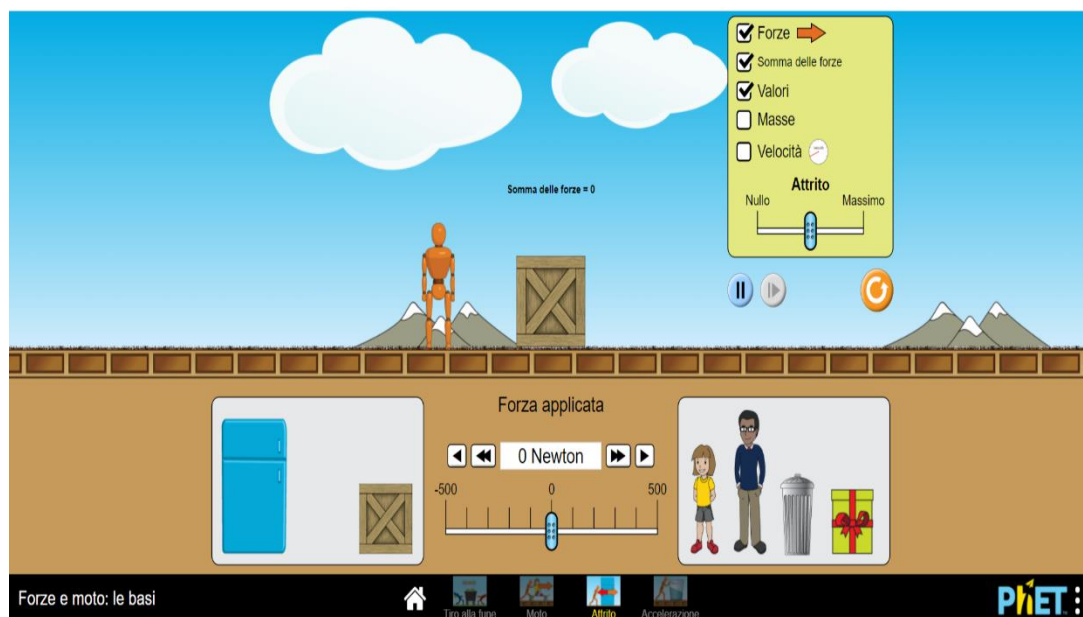 Forze
Somma delle forze
Valori
Masse
Velocità
Attrito
Nullo Massimo
Somma delle forze = 0
Forza applicata
0 Newton
-500 0 500
Forze e moto: le basi
Tiro alla fune Moto Attrito Accelerazione
PhET